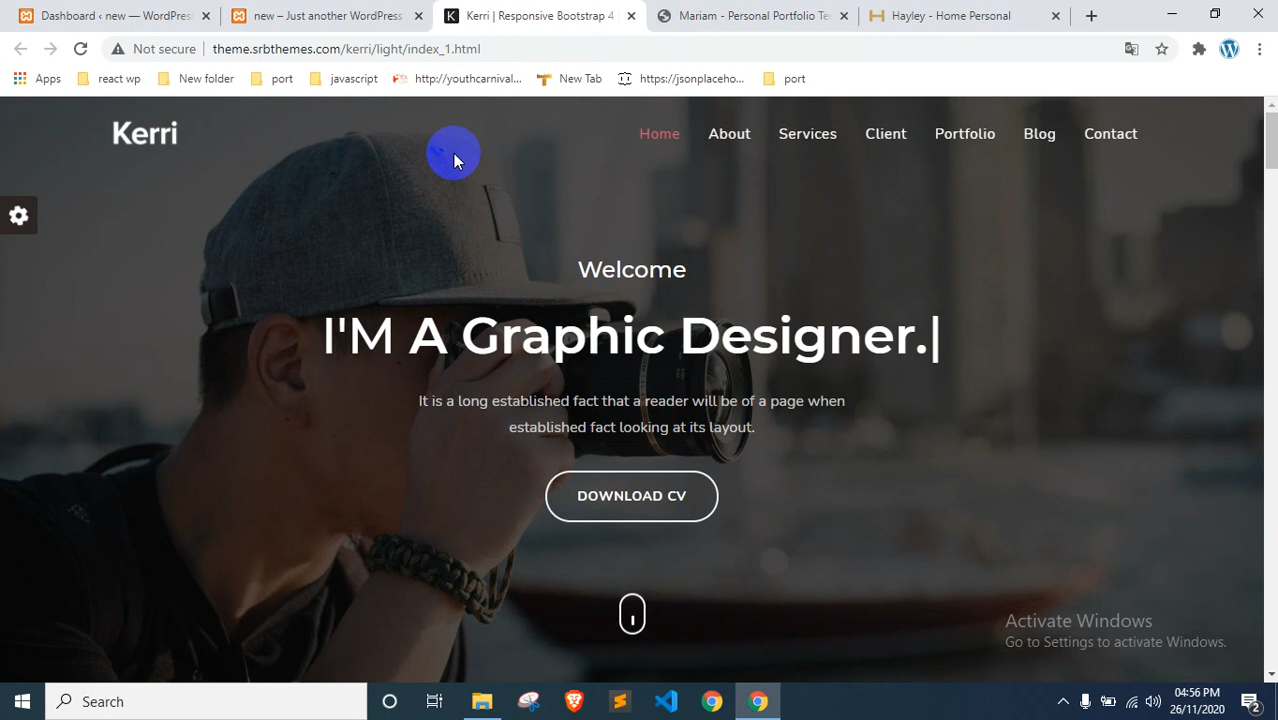 Dashboard ‹ new — WordPres
new – Just another WordPress
Kerri | Responsive Bootstrap 4
Mariam - Personal Portfolio Te
Hayley - Home Personal
Not secure
theme.srbthemes.com/kerri/light/index_1.html
Apps
react wp
New folder
port
javascript
http://youthcarnival...
New Tab
https://jsonplaceho...
port
Kerri
Home
About
Services
Client
Portfolio
Blog
Contact
Welcome
I'M A Graphic Designer.|
It is a long established fact that a reader will be of a page when
established fact looking at its layout.
DOWNLOAD CV
Activate Windows
Go to Settings to activate Windows.
Search
04:56 PM
26/11/2020
2